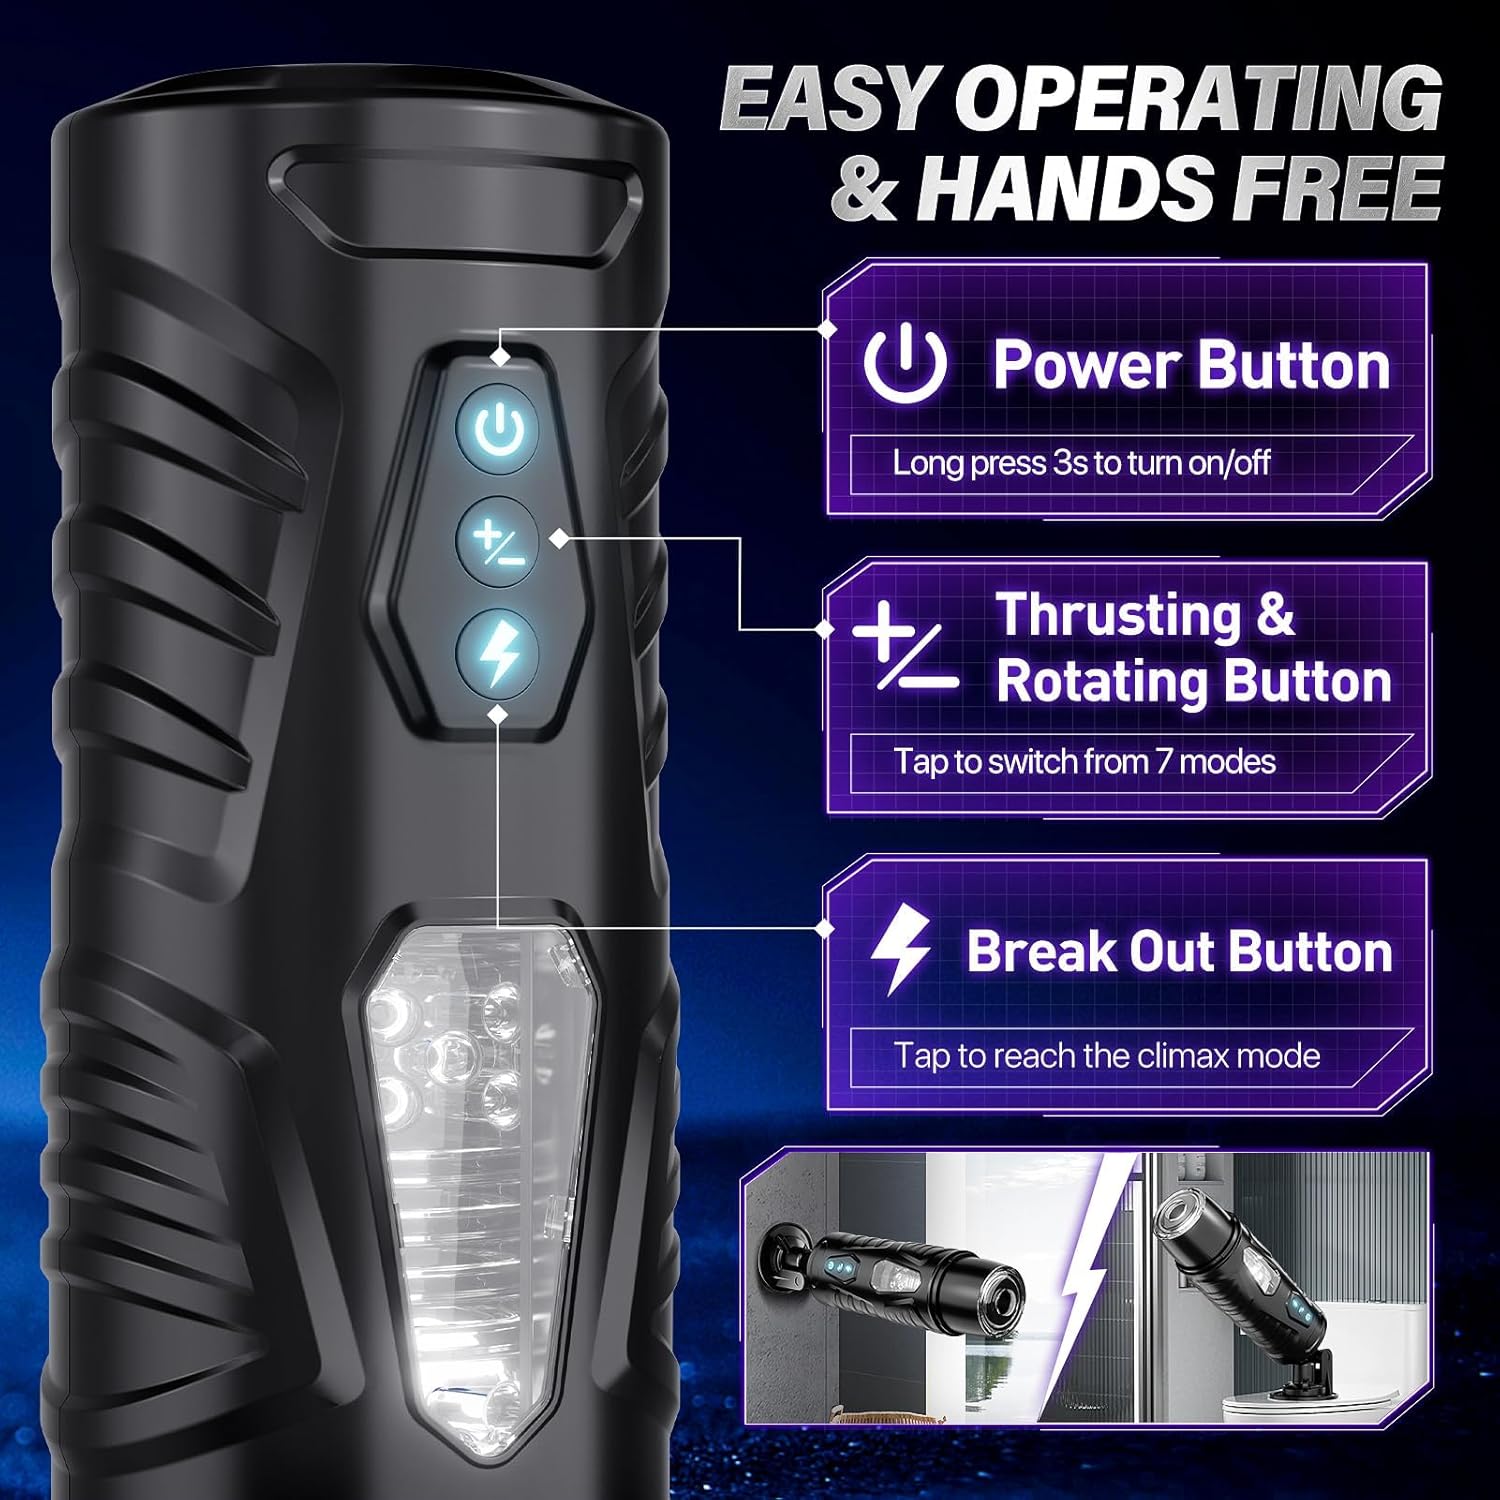 EASY OPERATING
& HANDS FREE
Power Button
Long press 3s to turn on/off
Thrusting &
Rotating Button
Tap to switch from 7 modes
Break Out Button
Tap to reach the climax mode